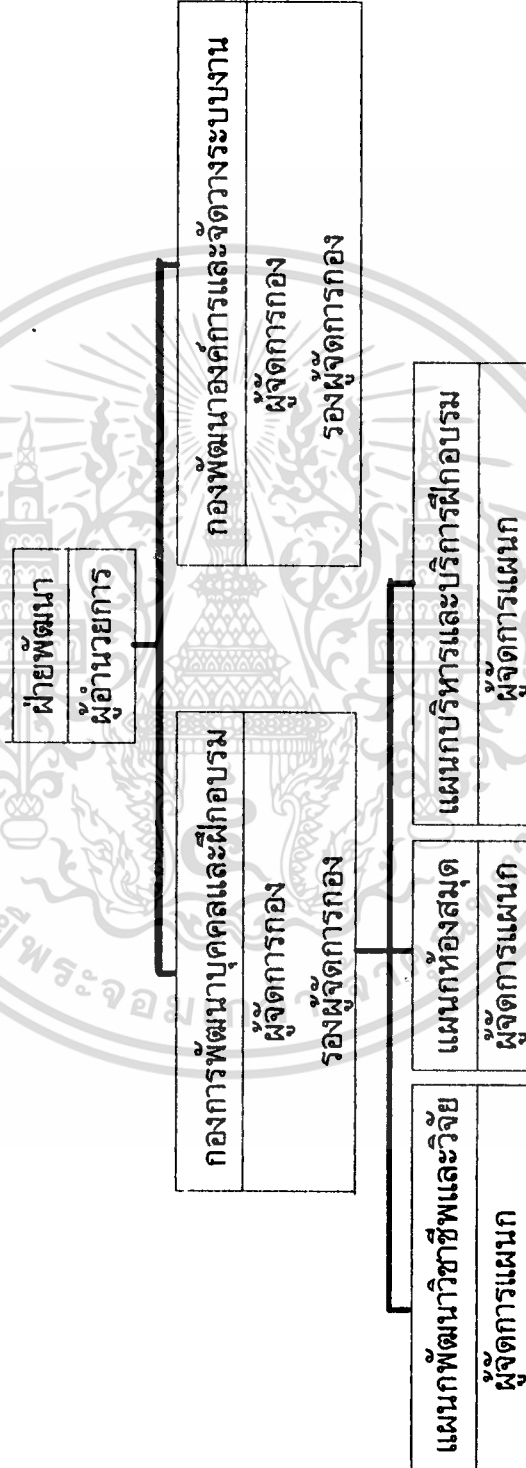 ฝ่ายพัฒนา
ผู้อำนวยการ
กองการพัฒนาบุคคลและฝึกอบรม
ผู้จัดการกอง
รองผู้จัดการกอง
กองพัฒนาองค์การและจัดวางระบบงาน
ผู้จัดการกอง
รองผู้จัดการกอง
แผนกพัฒนาวิชาชีพและวิจัย
ผู้จัดการแผนก
แผนกห้องสมุด
ผู้จัดการแผนก
แผนกบริหารและบริการฝึกอบรม
ผู้จัดการแผนก